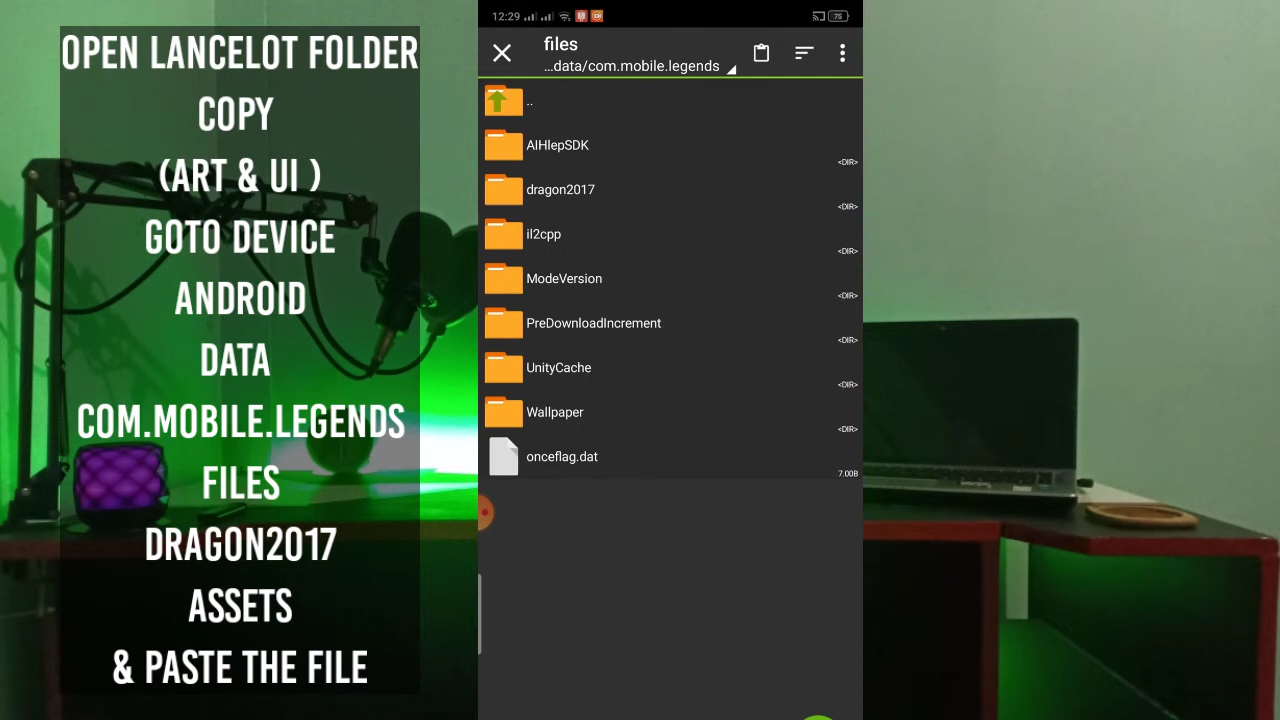 OPEN LANCELOT FOLDER
COPY
(ART & UI )
GOTO DEVICE
ANDROID
DATA
COM.MOBILE.LEGENDS
FILES
DRAGON2017
ASSETS
& PASTE THE FILE
12:29
75
files
...data/com.mobile.legends
..
AIHlepSDK
<DIR>
dragon2017
<DIR>
il2cpp
<DIR>
ModeVersion
<DIR>
PreDownloadIncrement
<DIR>
UnityCache
<DIR>
Wallpaper
<DIR>
onceflag.dat
7.00B